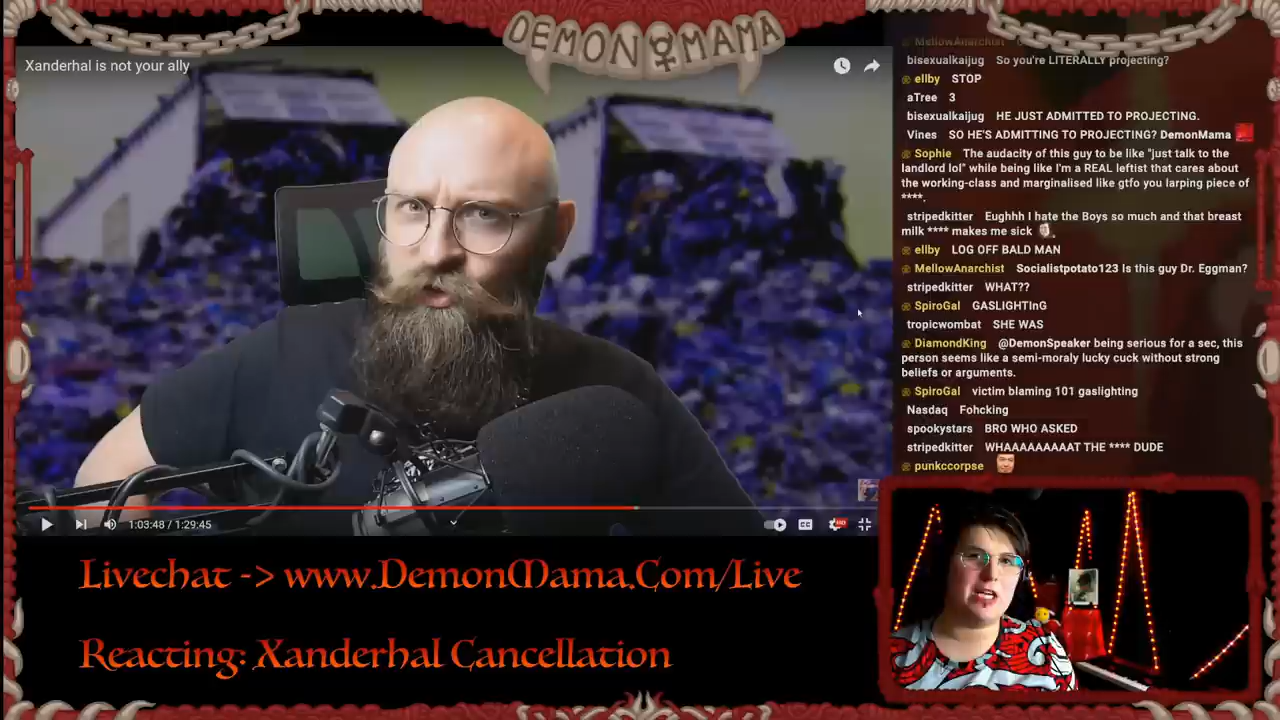 DEMON MAMA
Xanderhal is not your ally
MellowAnarchist
bisexualkaijug So you're LITERALLY projecting?
ellby STOP
aTree 3
bisexualkaijug HE JUST ADMITTED TO PROJECTING.
Vines SO HE'S ADMITTING TO PROJECTING? DemonMama
Sophie The audacity of this guy to be like "just talk to the
landlord lol" while being like I'm a REAL leftist that cares about
the working-class and marginalised like gtfo you larping piece of
****.
stripedkitter Eughhh I hate the Boys so much and that breast
milk **** makes me sick
ellby LOG OFF BALD MAN
MellowAnarchist Socialistpotato123 Is this guy Dr. Eggman?
stripedkitter WHAT??
SpiroGal GASLIGHTInG
tropicwombat SHE WAS
DiamondKing @DemonSpeaker being serious for a sec, this
person seems like a semi-moraly lucky cuck without strong
beliefs or arguments.
SpiroGal victim blaming 101 gaslighting
Nasdaq Fohcking
spookystars BRO WHO ASKED
stripedkitter WHAAAAAAAAT THE **** DUDE
punkccorpse
1:03:48 / 1:29:45
CC
Livechat -> www.DemonMama.Com/Live
Reacting: Xanderhal Cancellation